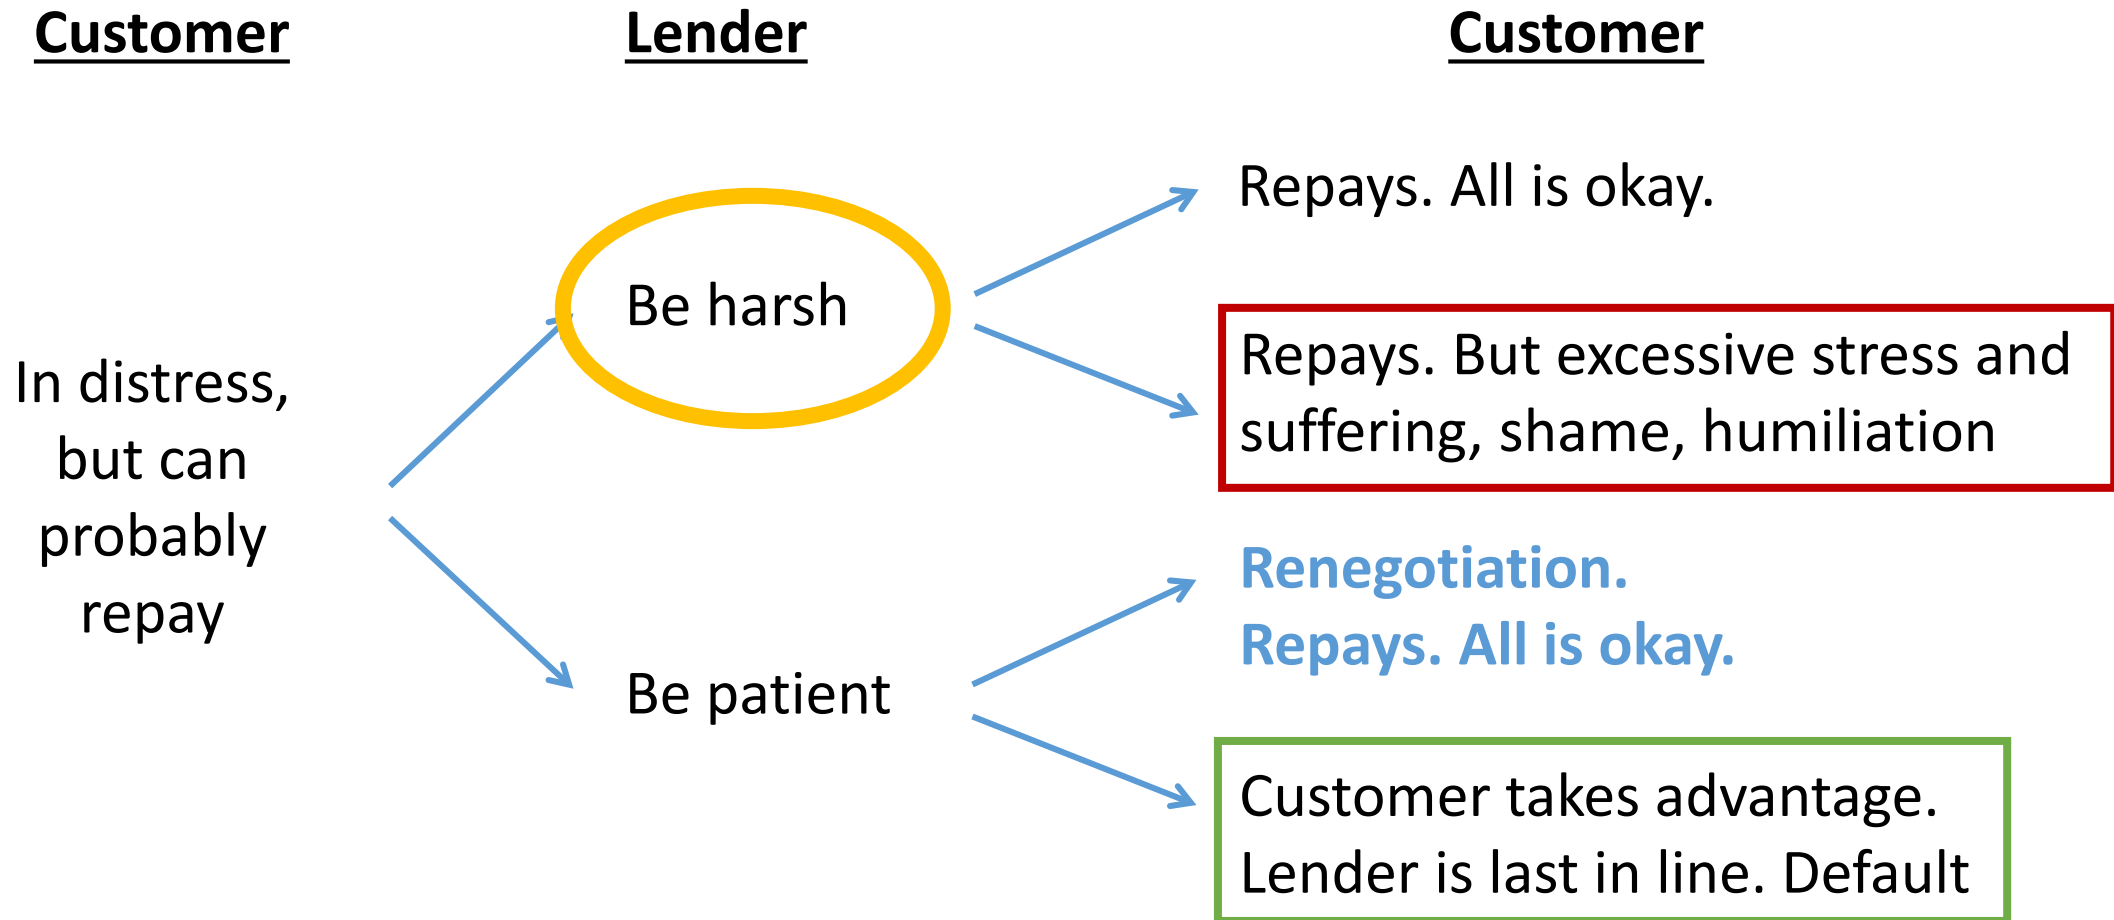 Customer
Lender
Customer
In distress,
but can
probably
repay
Be harsh
Be patient
Repays. All is okay.
Repays. But excessive stress and
suffering, shame, humiliation
Renegotiation.
Repays. All is okay.
Customer takes advantage.
Lender is last in line. Default